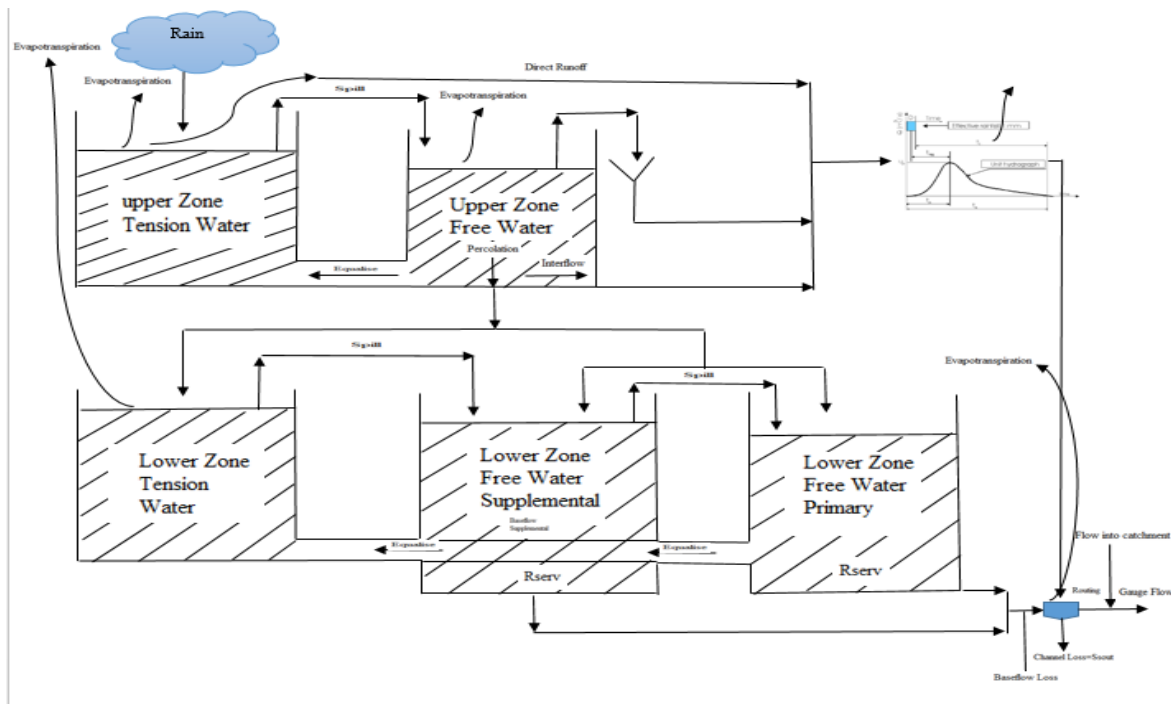 Rain
Evapotranspiration
Evapotranspiration
Direct Runoff
Sigsill
Evapotranspiration
Effective rainfall, mm
Unit hydrograph
upper Zone
Tension Water
Upper Zone
Free Water
Percolation
Equalise
Interflow
Sigsill
Sigsill
Evapotranspiration
Lower Zone
Tension
Water
Lower Zone
Free Water
Supplemental
Baseflow
Supplemental
Lower Zone
Free Water
Primary
Equalise
Equalise
Flow into catchment
Rserv
Rserv
Routing
Gauge Flow
Channel Loss=Ssout
Baseflow Loss